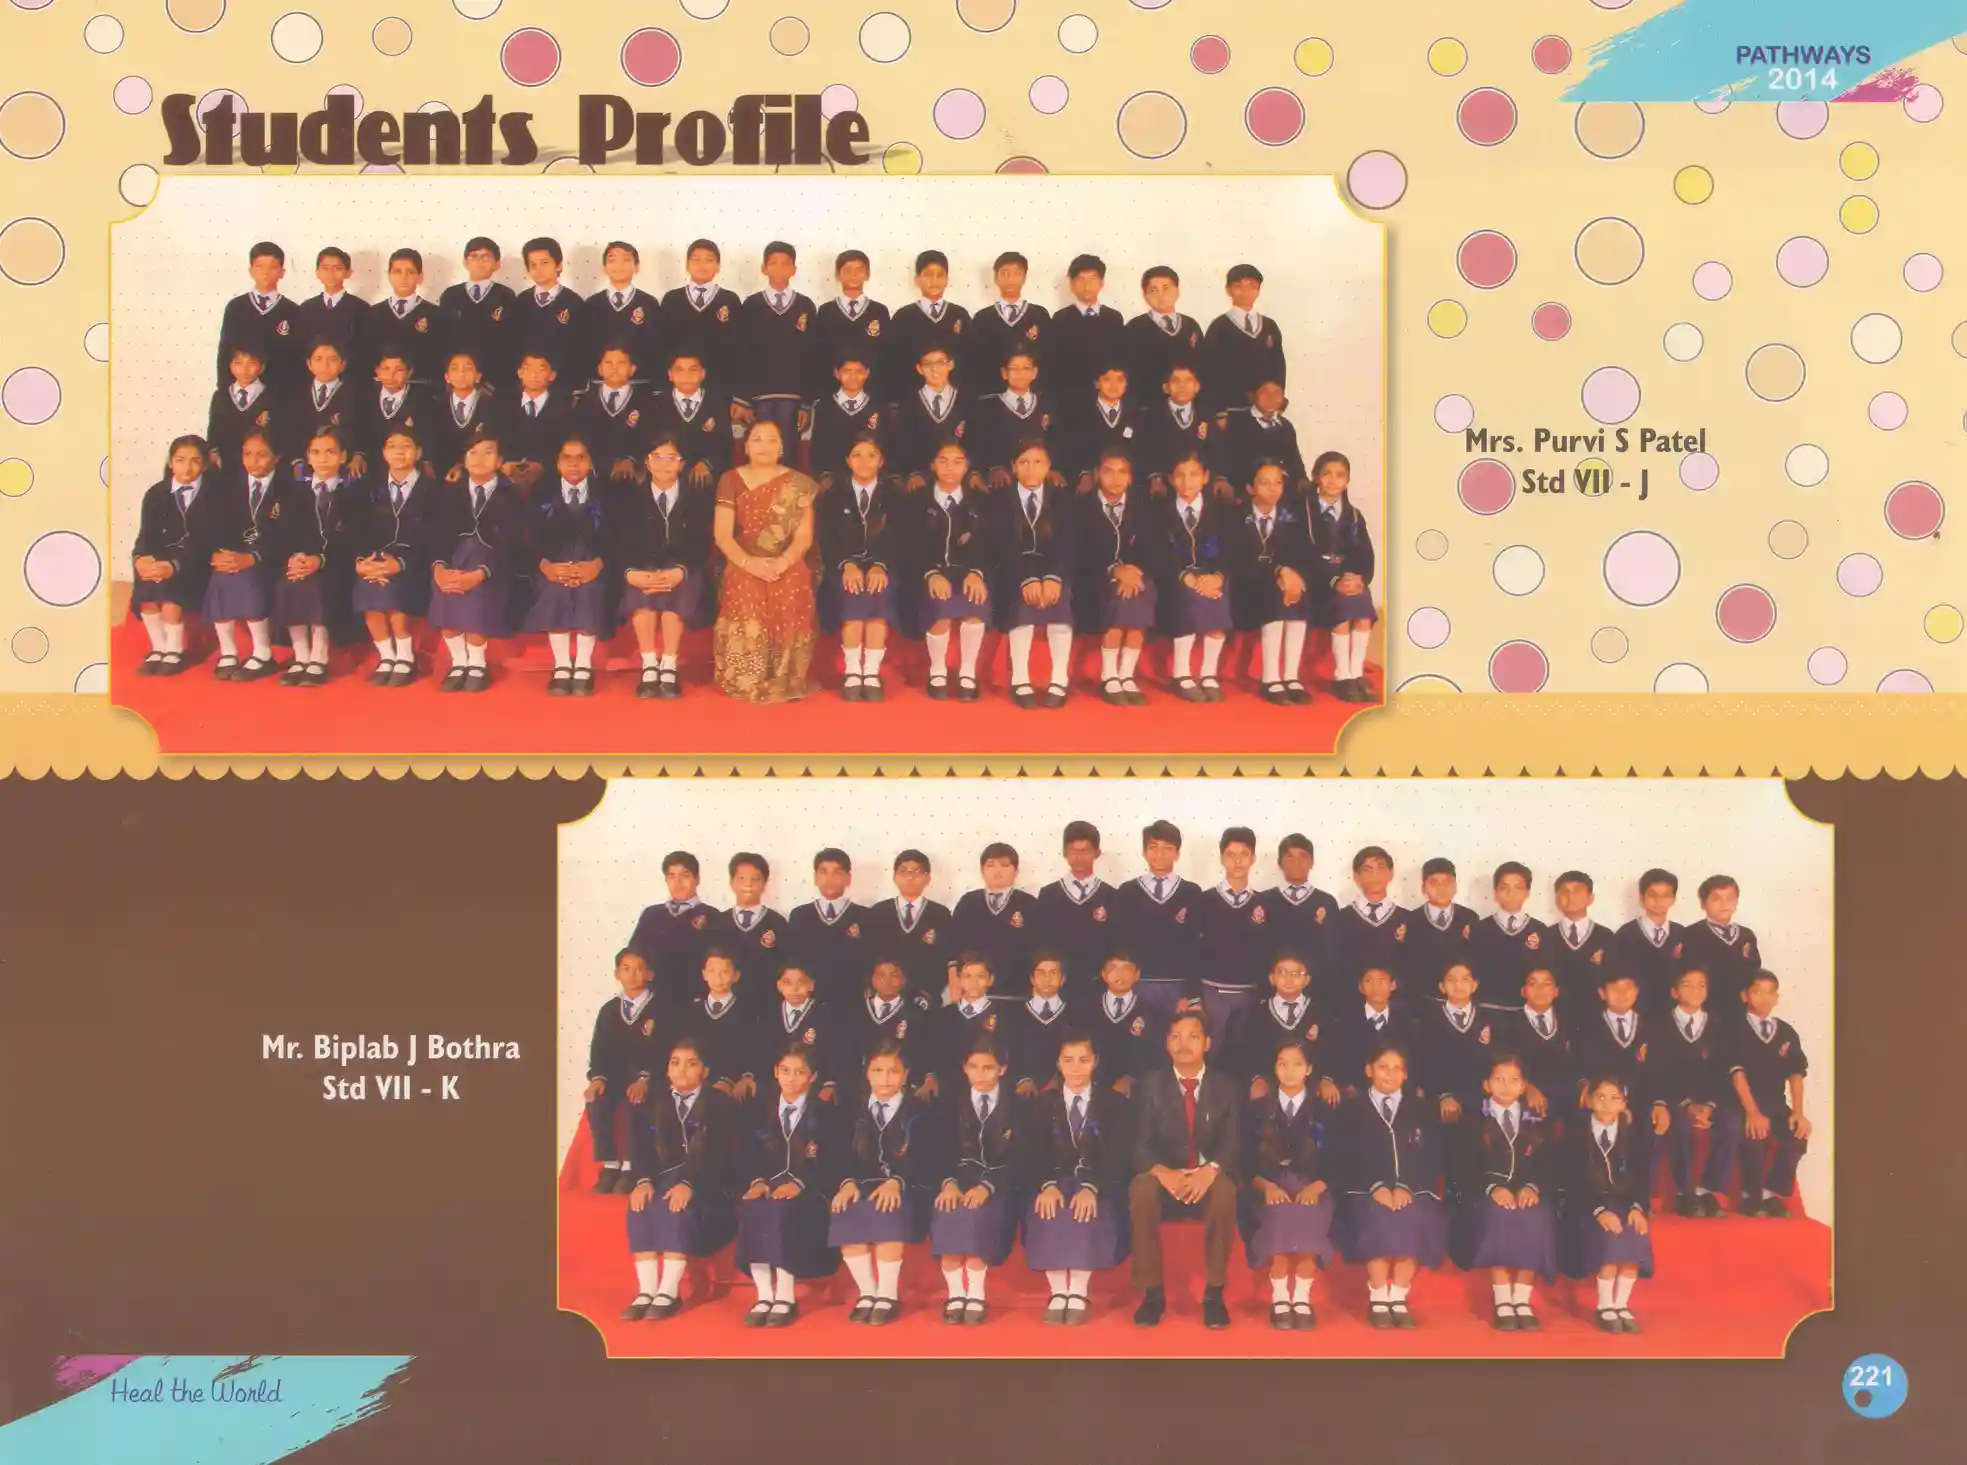 PATHWAYS
2014
Students Profile
Mrs. Purvi S Patel
Std VII - J
Mr. Biplab J Bothra
Std VII - K
Heal the World
221